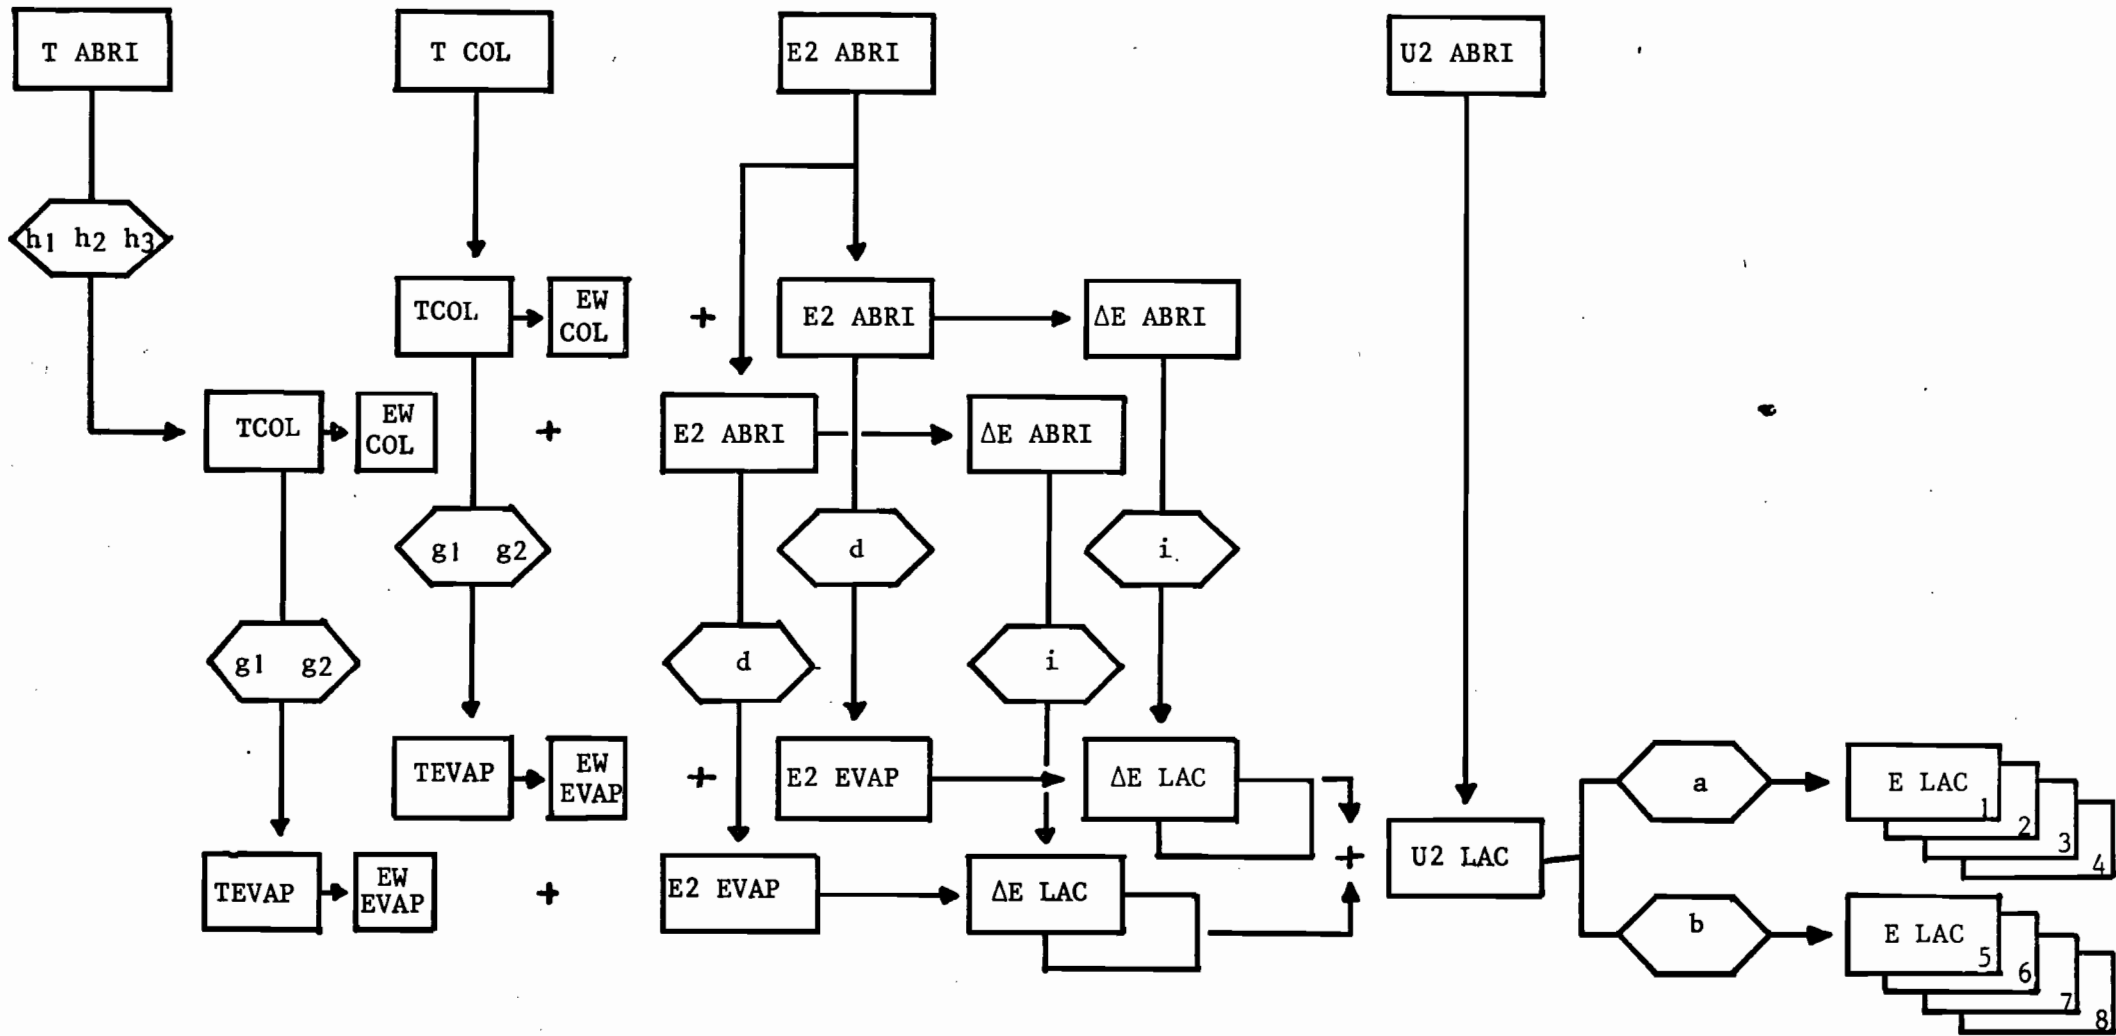 T ABRI
T COL
E2 ABRI
U2 ABRI
h1 h2 h3
TCOL
EW
COL
+
E2 ABRI
ΔE ABRI
TCOL
EW
COL
+
E2 ABRI
ΔE ABRI
g1 g2
d
i
g1 g2
d
i
TEVAP
EW
EVAP
+
E2 EVAP
ΔE LAC
a
E LAC
1
2
3
4
TEVAP
EW
EVAP
+
E2 EVAP
ΔE LAC
+
U2 LAC
b
E LAC
5
6
7
8